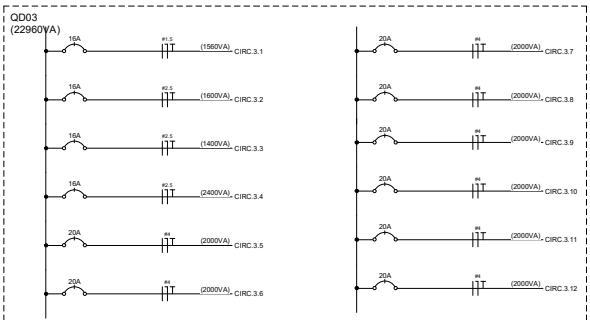 QD03
(22960VA)
16A #1.5 (1560VA) CIRC.3.1
16A #2.5 (1600VA) CIRC.3.2
16A #2.5 (1400VA) CIRC.3.3
16A #2.5 (2400VA) CIRC.3.4
20A #4 (2000VA) CIRC.3.5
20A #4 (2000VA) CIRC.3.6
20A #4 (2000VA) CIRC.3.7
20A #4 (2000VA) CIRC.3.8
20A #4 (2000VA) CIRC.3.9
20A #4 (2000VA) CIRC.3.10
20A #4 (2000VA) CIRC.3.11
20A #4 (2000VA) CIRC.3.12